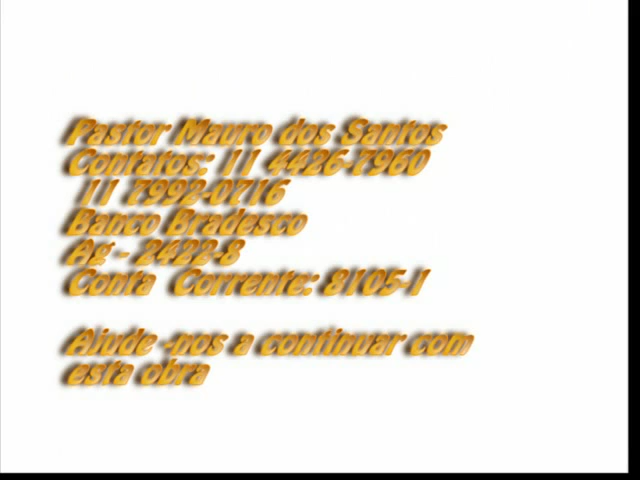 Pastor Mauro dos Santos
Contatos: 11 4426-7960
11 7992-0716
Banco Bradesco
Ag - 2422-8
Conta Corrente: 8105-1
Ajude -nos a continuar com
esta obra